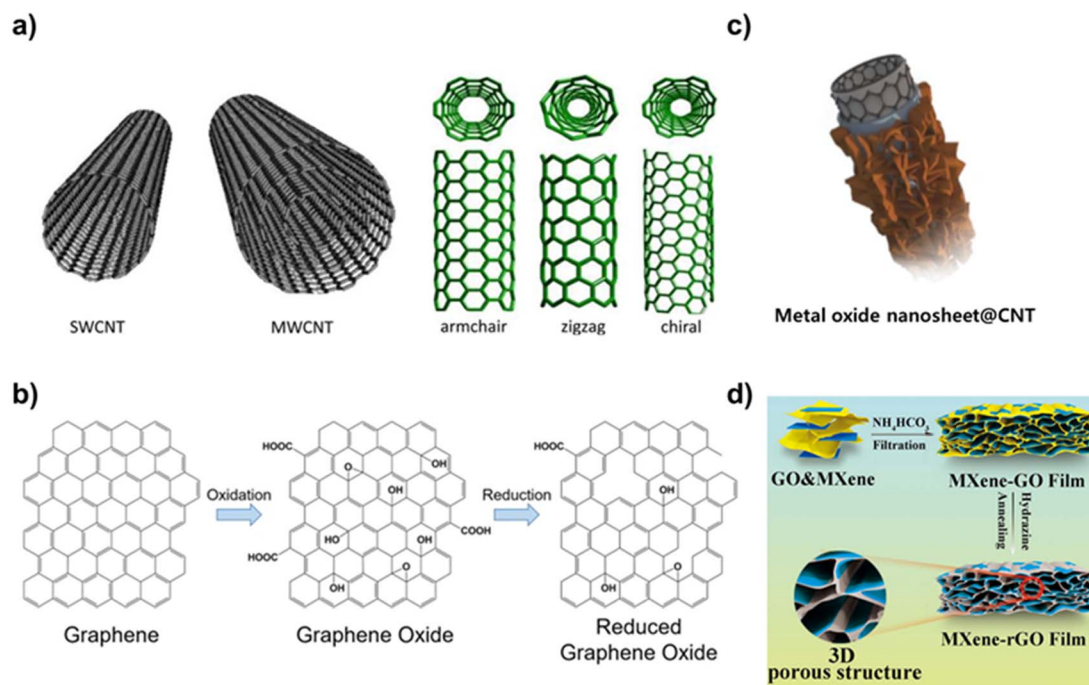 a)
SWCNT
MWCNT
armchair
zigzag
chiral
c)
Metal oxide nanosheet@CNT
b)
Graphene
Oxidation
HOOC
OH
O
OH
HO
OH
COOH
HOOC
O
OH
Graphene Oxide
Reduction
HOOC
OH
O
OH
Reduced
Graphene Oxide
d)
GO&MXene
NH4HCO3
Filtration
MXene-GO Film
Hydrazine
Annealing
3D
porous structure
MXene-rGO Film